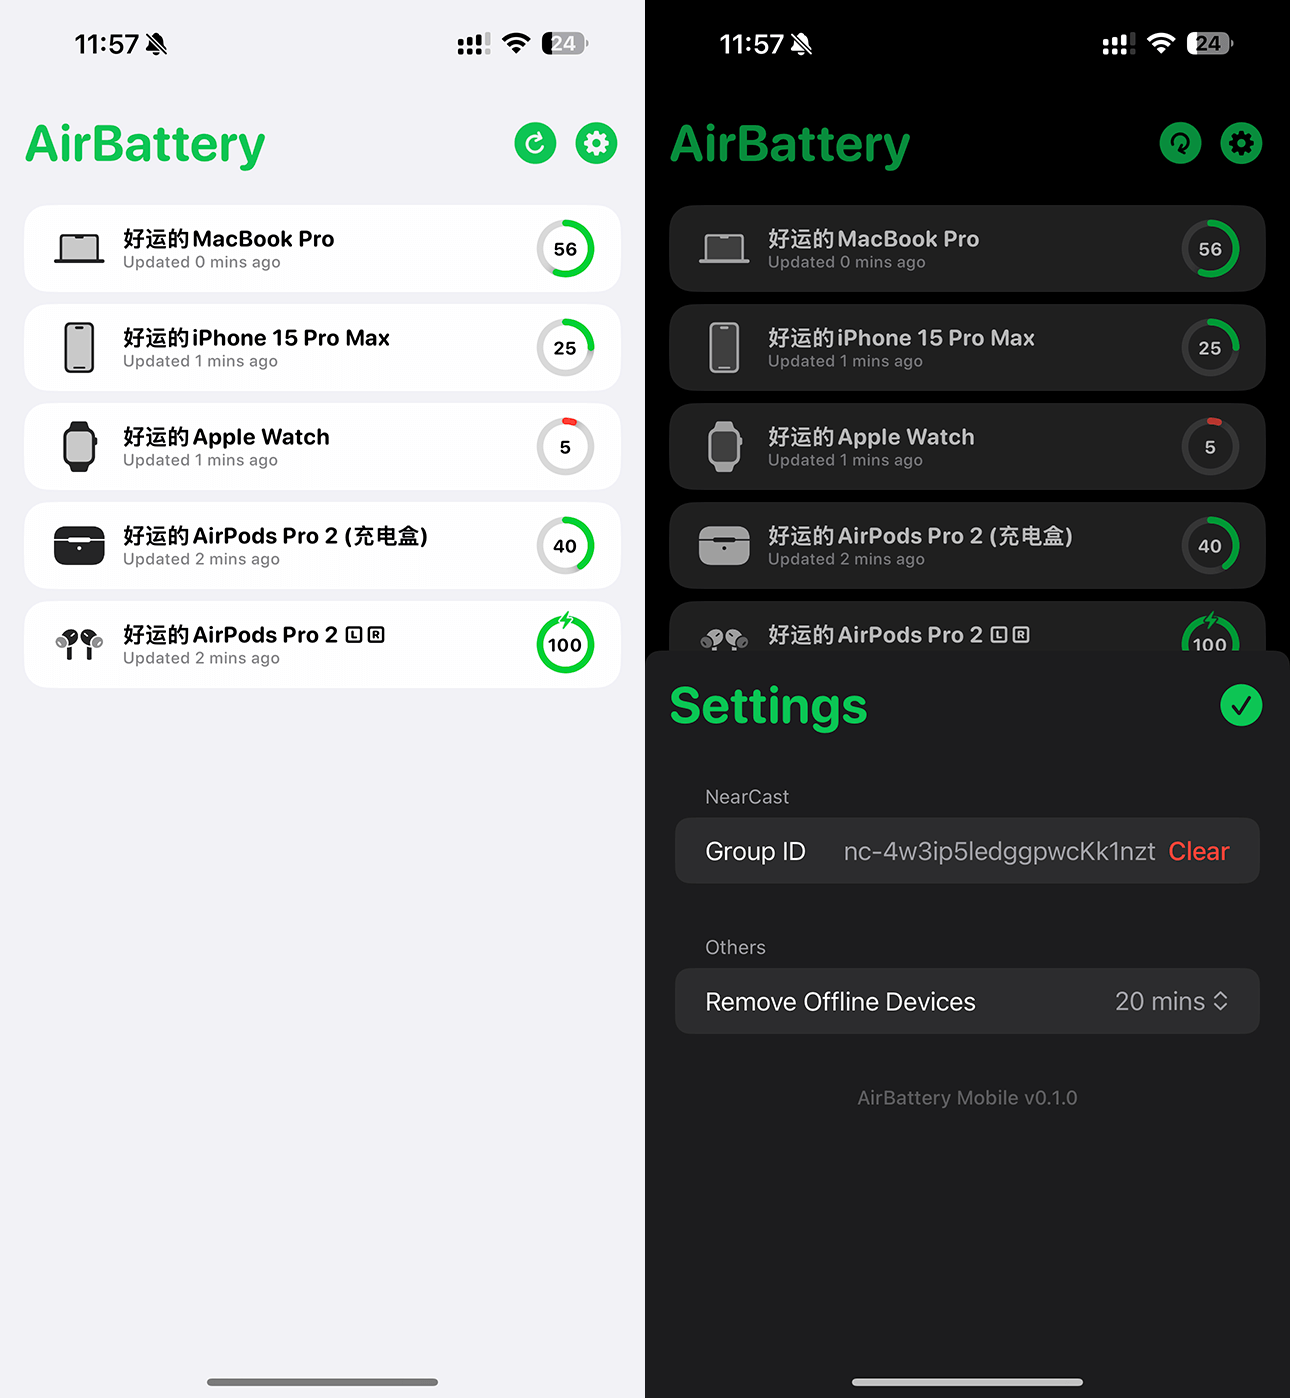 11:57
24
AirBattery
好运的MacBook Pro
Updated 0 mins ago
56
好运的iPhone 15 Pro Max
Updated 1 mins ago
25
好运的Apple Watch
Updated 1 mins ago
5
好运的AirPods Pro 2 (充电盒)
Updated 2 mins ago
40
好运的AirPods Pro 2 L R
Updated 2 mins ago
100
11:57
24
AirBattery
好运的MacBook Pro
Updated 0 mins ago
56
好运的iPhone 15 Pro Max
Updated 1 mins ago
25
好运的Apple Watch
Updated 1 mins ago
5
好运的AirPods Pro 2 (充电盒)
Updated 2 mins ago
40
好运的AirPods Pro 2 L R
100
Settings
NearCast
Group ID nc-4w3ip5ledggpwcKk1nzt Clear
Others
Remove Offline Devices 20 mins
AirBattery Mobile v0.1.0